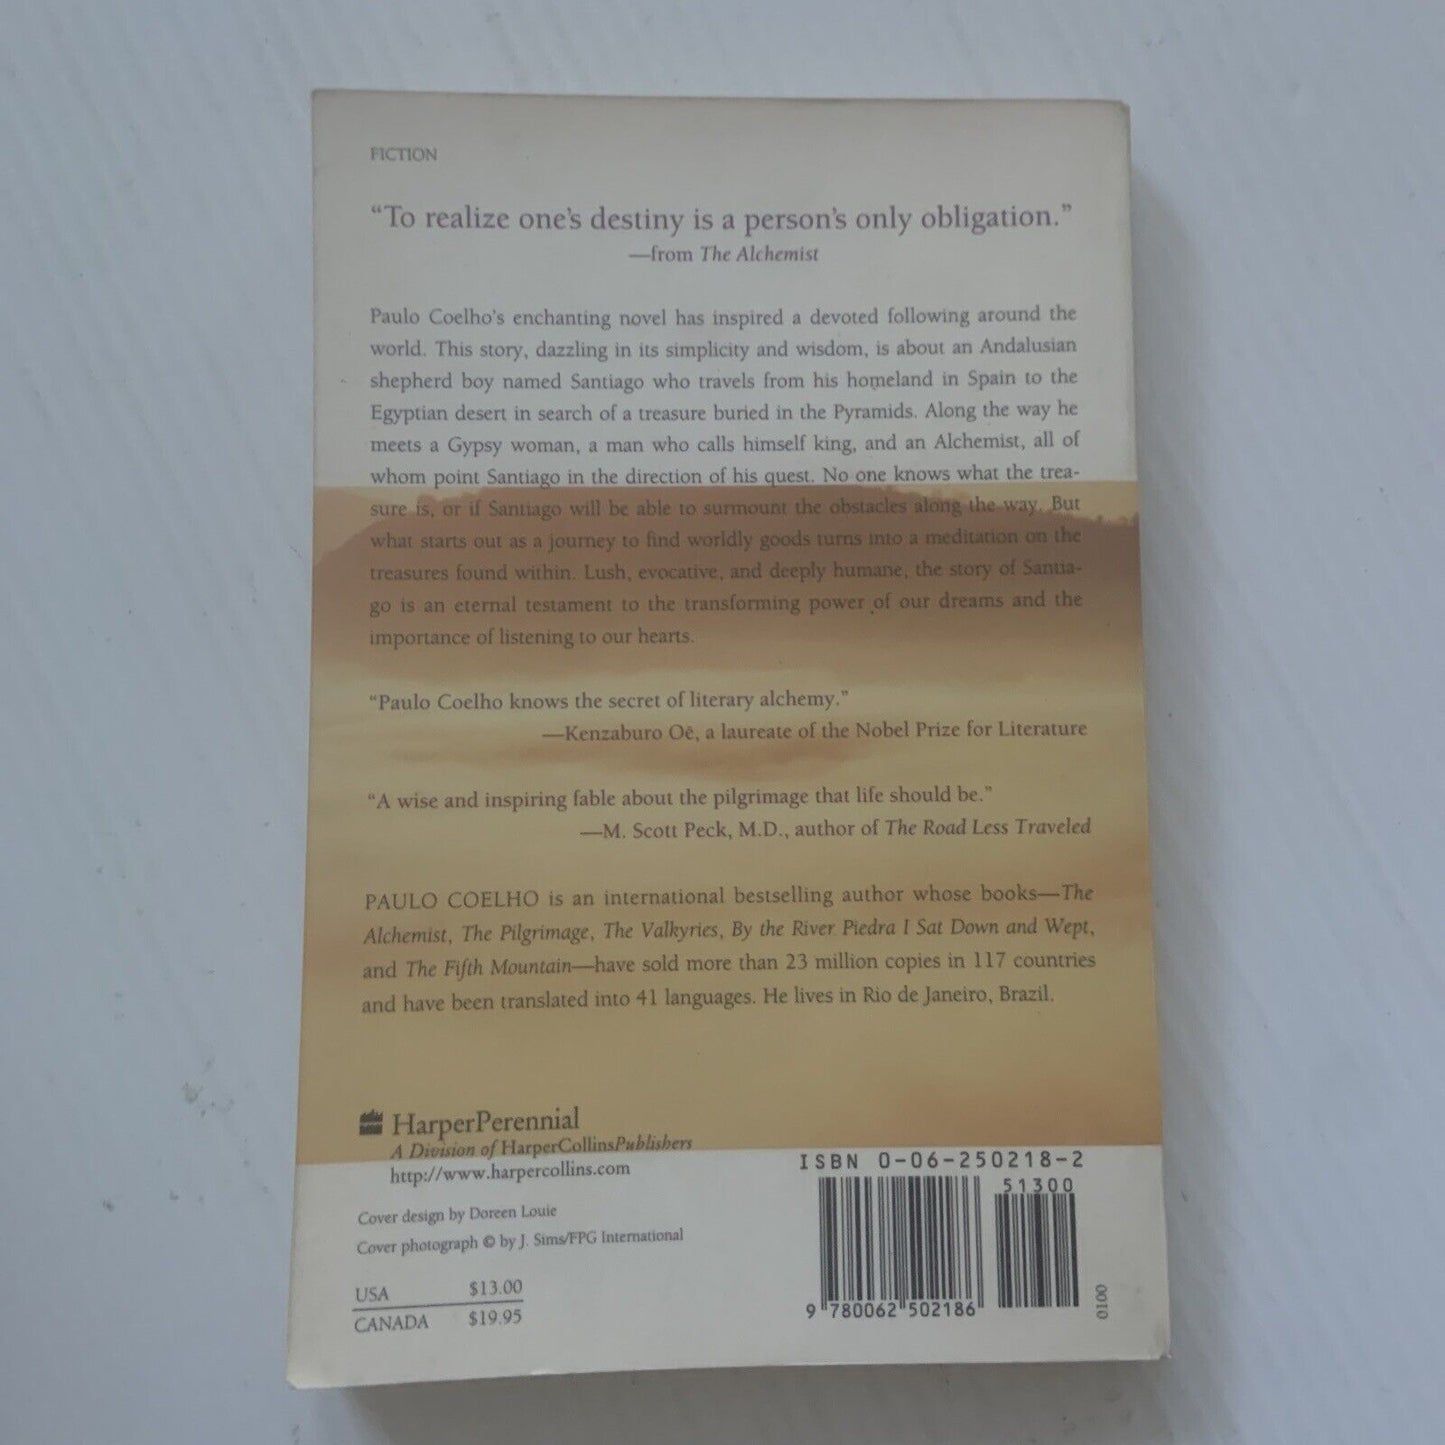 FICTION
“To realize one’s destiny is a person’s only obligation.”
—from The Alchemist
Paulo Coelho’s enchanting novel has inspired a devoted following around the
world. This story, dazzling in its simplicity and wisdom, is about an Andalusian
shepherd boy named Santiago who travels from his homeland in Spain to the
Egyptian desert in search of a treasure buried in the Pyramids. Along the way he
meets a Gypsy woman, a man who calls himself king, and an Alchemist, all of
whom point Santiago in the direction of his quest. No one knows what the trea-
sure is, or if Santiago will be able to surmount the obstacles along the way. But
what starts out as a journey to find worldly goods turns into a meditation on the
treasures found within. Lush, evocative, and deeply humane, the story of Santia-
go is an eternal testament to the transforming power of our dreams and the
importance of listening to our hearts.
“Paulo Coelho knows the secret of literary alchemy.”
—Kenzaburo Oē, a laureate of the Nobel Prize for Literature
“A wise and inspiring fable about the pilgrimage that life should be.”
—M. Scott Peck, M.D., author of The Road Less Traveled
PAULO COELHO is an international bestselling author whose books—The
Alchemist, The Pilgrimage, The Valkyries, By the River Piedra I Sat Down and Wept,
and The Fifth Mountain—have sold more than 23 million copies in 117 countries
and have been translated into 41 languages. He lives in Rio de Janeiro, Brazil.
HarperPerennial
A Division of HarperCollinsPublishers
http://www.harpercollins.com
Cover design by Doreen Louie
Cover photograph © by J. Sims/FPG International
USA $13.00
CANADA $19.95
ISBN 0-06-250218-2
51300
9 780062 502186
0100